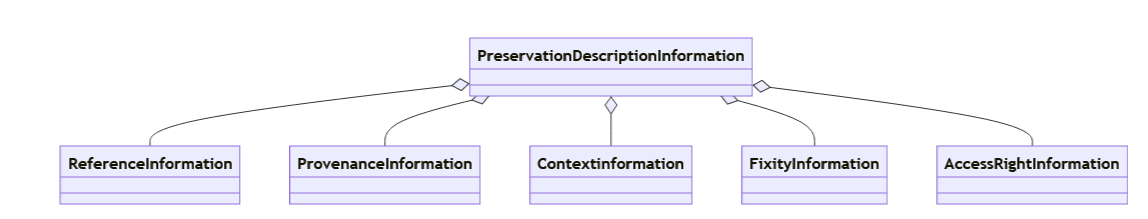 PreservationDescriptionInformation
ReferenceInformation
ProvenanceInformation
Contextinformation
FixityInformation
AccessRightInformation